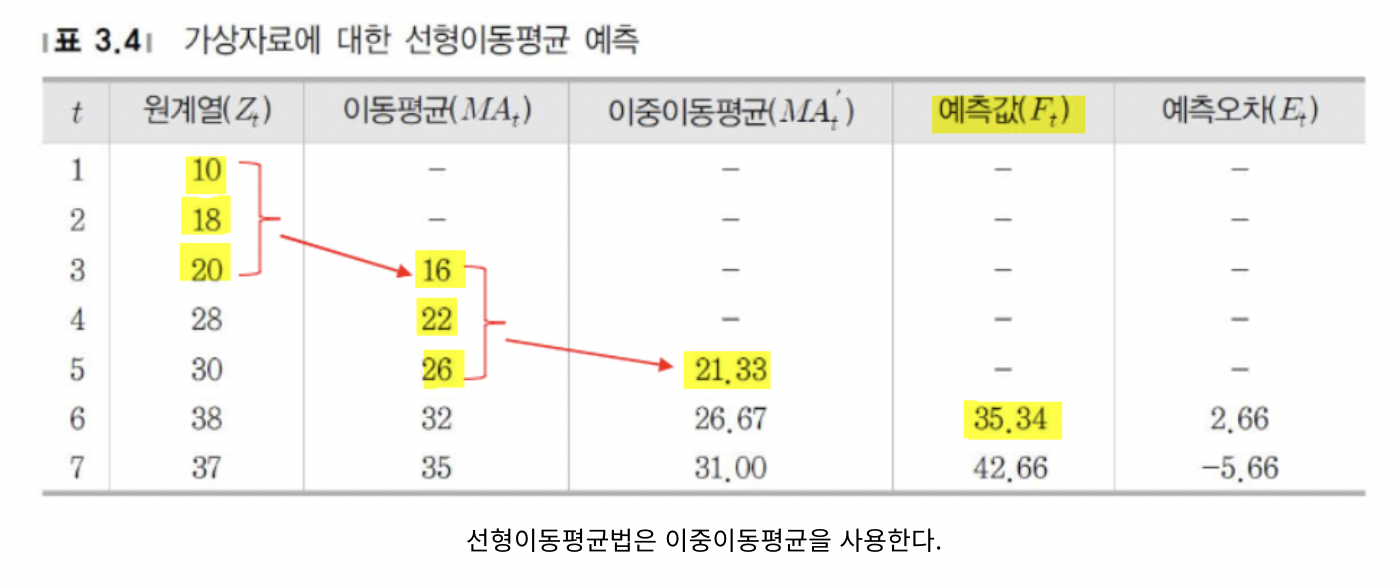 표 3.4 가상자료에 대한 선형이동평균 예측
t 원계열(Z_t) 이동평균(MA_t) 이중이동평균(MA_t′) 예측값(F_t) 예측오차(E_t)
1 10 – – – –
2 18 – – – –
3 20 16 – – –
4 28 22 – – –
5 30 26 21.33 – –
6 38 32 26.67 35.34 2.66
7 37 35 31.00 42.66 −5.66
선형이동평균법은 이중이동평균을 사용한다.